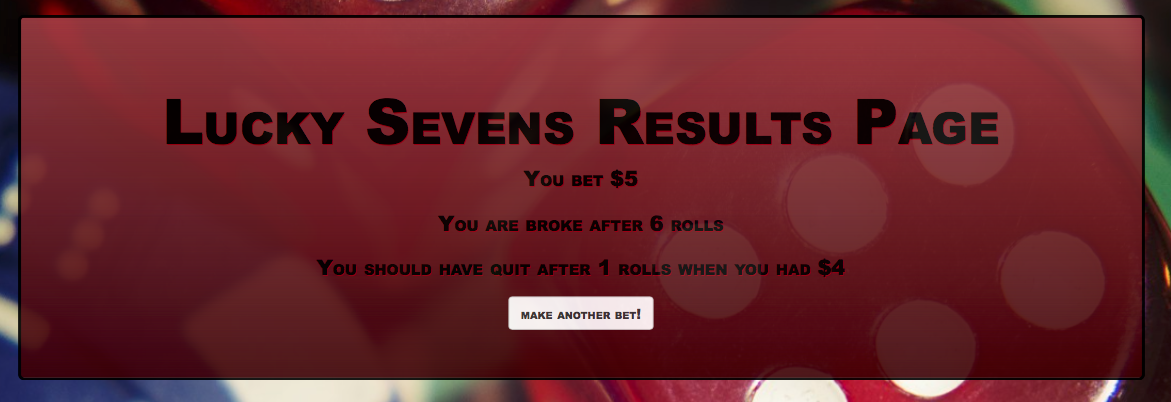 Lucky Sevens Results Page
You bet $5
You are broke after 6 rolls
You should have quit after 1 rolls when you had $4
make another bet!